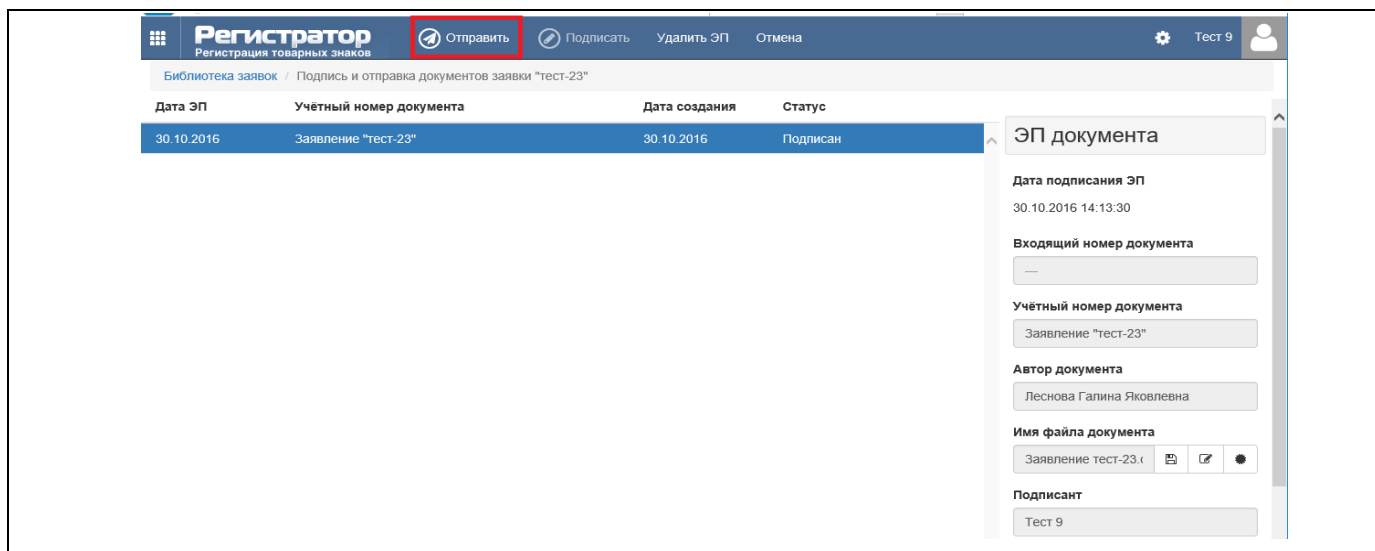 Регистратор Отправить Подписать Удалить ЭП Отмена Тест 9
Регистрация товарных знаков
Библиотека заявок / Подпись и отправка документов заявки "тест-23"
Дата ЭП Учётный номер документа Дата создания Статус
30.10.2016 Заявление "тест-23" 30.10.2016 Подписан
ЭП документа
Дата подписания ЭП
30.10.2016 14:13:30
Входящий номер документа
—
Учётный номер документа
Заявление "тест-23"
Автор документа
Леснова Галина Яковлевна
Имя файла документа
Заявление тест-23.
Подписант
Тест 9